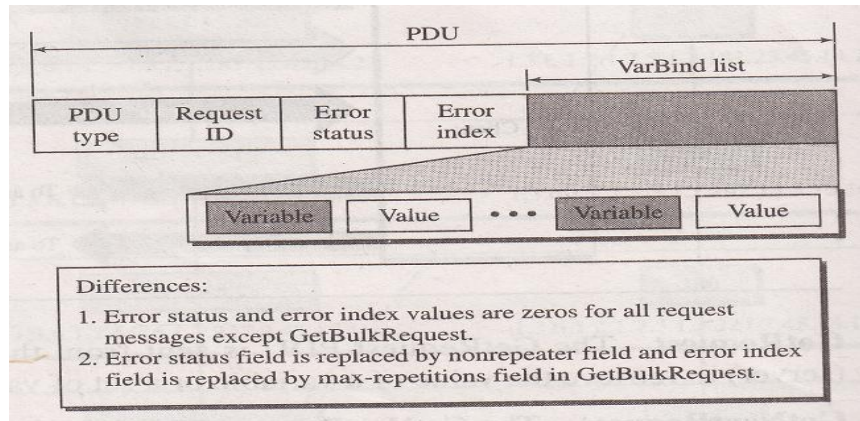 PDU
VarBind list
PDU type
Request ID
Error status
Error index
Variable
Value
Variable
Value
Differences:
1. Error status and error index values are zeros for all request
messages except GetBulkRequest.
2. Error status field is replaced by nonrepeater field and error index
field is replaced by max-repetitions field in GetBulkRequest.